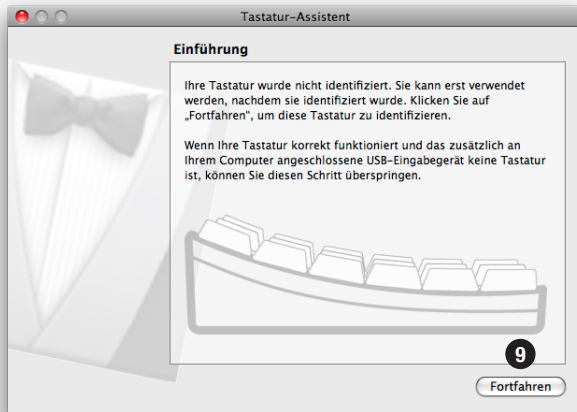 Tastatur-Assistent
Einführung
Ihre Tastatur wurde nicht identifiziert. Sie kann erst verwendet
werden, nachdem sie identifiziert wurde. Klicken Sie auf
„Fortfahren“, um diese Tastatur zu identifizieren.
Wenn Ihre Tastatur korrekt funktioniert und das zusätzlich an
Ihrem Computer angeschlossene USB-Eingabegerät keine Tastatur
ist, können Sie diesen Schritt überspringen.
9
Fortfahren